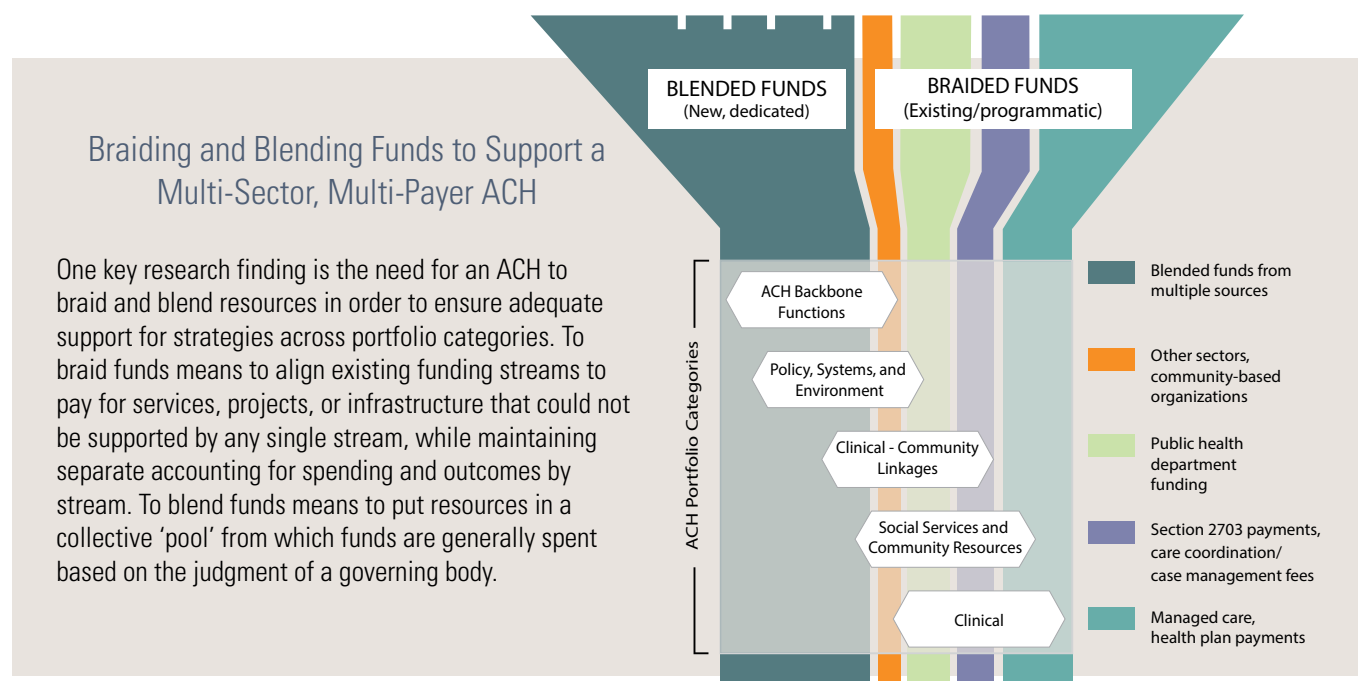 BLENDED FUNDS
(New, dedicated)
BRAIDED FUNDS
(Existing/programmatic)
Braiding and Blending Funds to Support a
Multi-Sector, Multi-Payer ACH
One key research finding is the need for an ACH to
braid and blend resources in order to ensure adequate
support for strategies across portfolio categories. To
braid funds means to align existing funding streams to
pay for services, projects, or infrastructure that could not
be supported by any single stream, while maintaining
separate accounting for spending and outcomes by
stream. To blend funds means to put resources in a
collective ‘pool’ from which funds are generally spent
based on the judgment of a governing body.
ACH Portfolio Categories
ACH Backbone
Functions
Policy, Systems, and
Environment
Clinical - Community
Linkages
Social Services and
Community Resources
Clinical
Blended funds from
multiple sources
Other sectors,
community-based
organizations
Public health
department
funding
Section 2703 payments,
care coordination/
case management fees
Managed care,
health plan payments